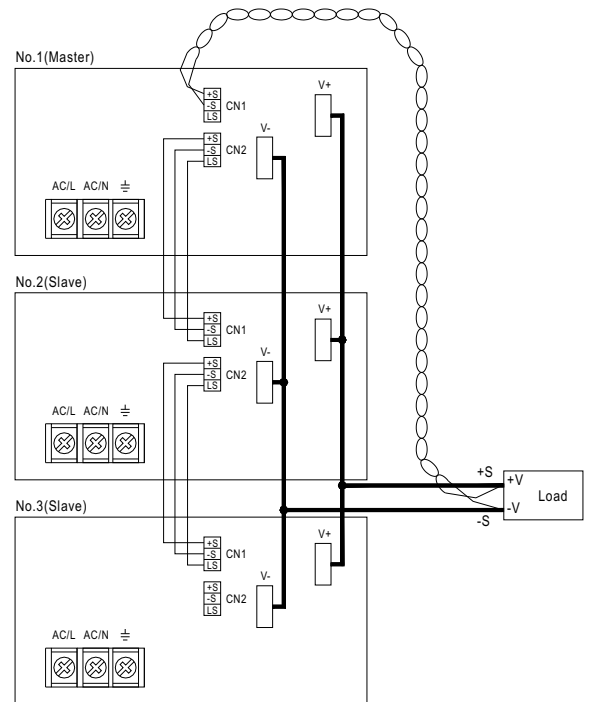 No.1(Master)
+S
-S
LS
CN1
V+
+S
-S
LS
CN2
V-
AC/L AC/N ⏚
No.2(Slave)
+S
-S
LS
CN1
V+
+S
-S
LS
CN2
V-
AC/L AC/N ⏚
+S
+V
Load
-V
-S
No.3(Slave)
+S
-S
LS
CN1
V+
+S
-S
LS
CN2
V-
AC/L AC/N ⏚